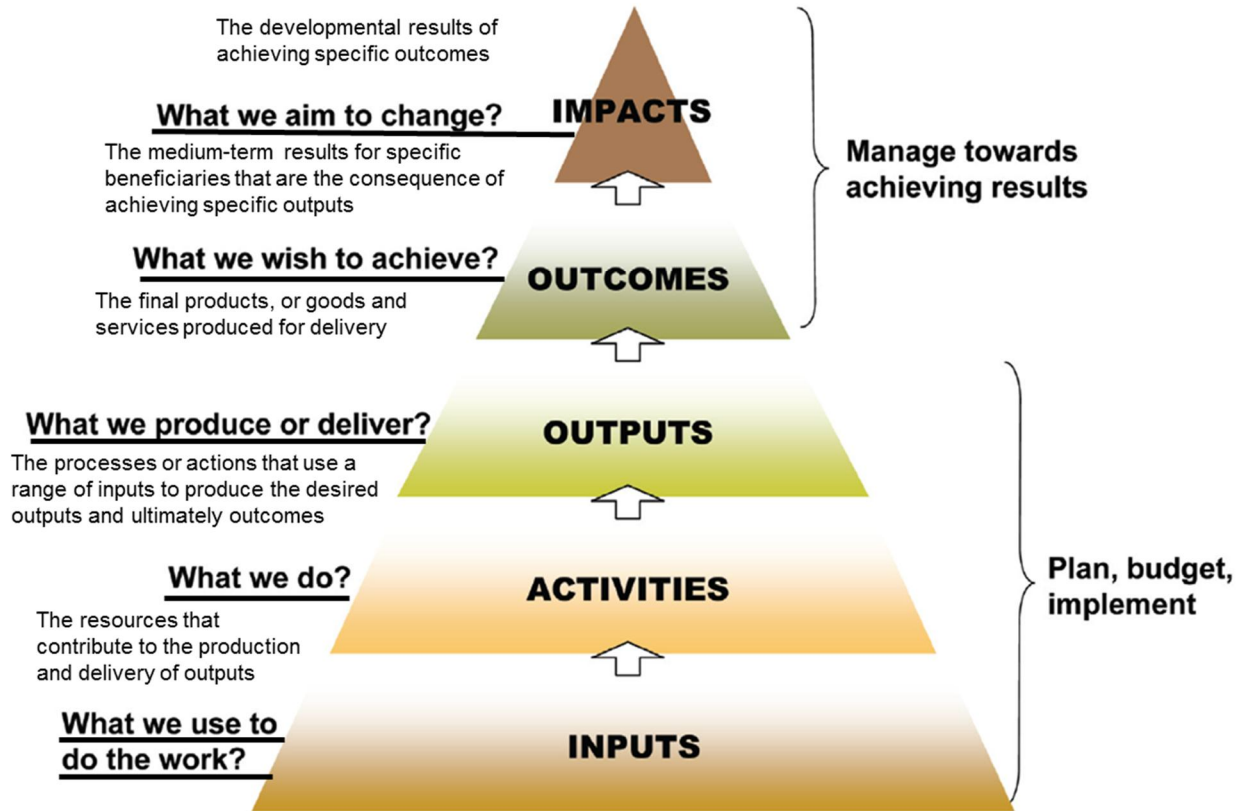 The developmental results of
achieving specific outcomes
What we aim to change?
IMPACTS
The medium-term results for specific
beneficiaries that are the consequence of
achieving specific outputs
Manage towards
achieving results
What we wish to achieve?
OUTCOMES
The final products, or goods and
services produced for delivery
What we produce or deliver?
OUTPUTS
The processes or actions that use a
range of inputs to produce the desired
outputs and ultimately outcomes
What we do?
ACTIVITIES
Plan, budget,
implement
The resources that
contribute to the production
and delivery of outputs
What we use to
do the work?
INPUTS